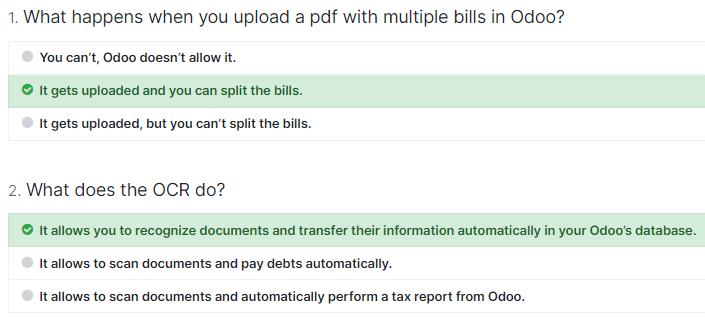 1. What happens when you upload a pdf with multiple bills in Odoo?
You can't, Odoo doesn't allow it.
It gets uploaded and you can split the bills.
It gets uploaded, but you can't split the bills.
2. What does the OCR do?
It allows you to recognize documents and transfer their information automatically in your Odoo's database.
It allows to scan documents and pay debts automatically.
It allows to scan documents and automatically perform a tax report from Odoo.